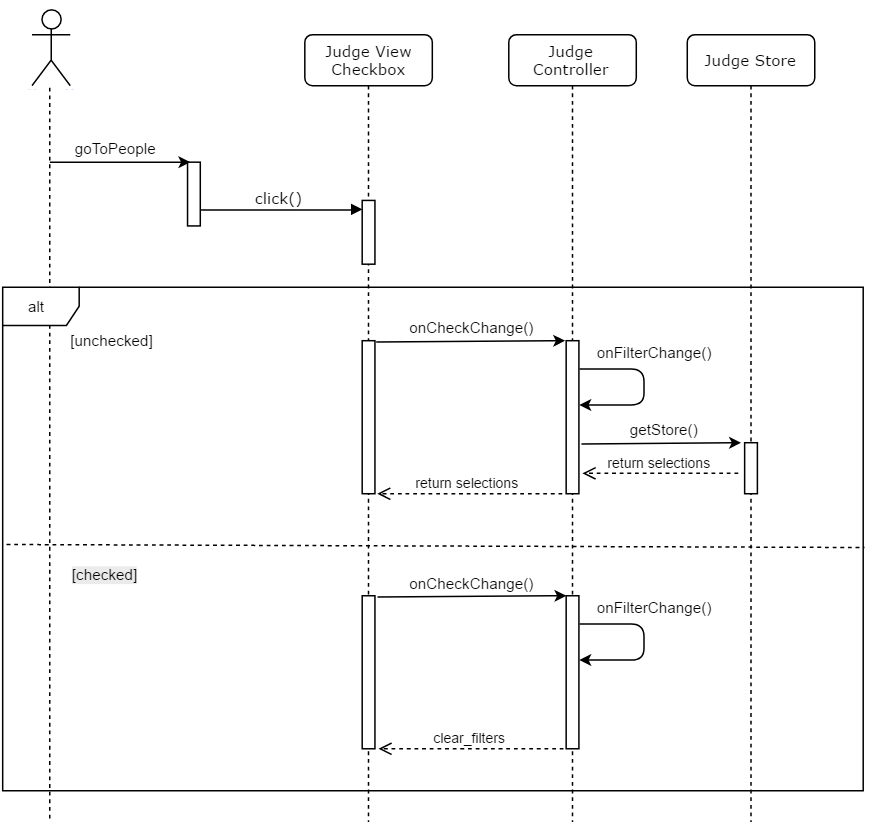 Judge View
Checkbox
Judge
Controller
Judge Store
goToPeople
click()
alt
[unchecked]
onCheckChange()
onFilterChange()
getStore()
return selections
return selections
[checked]
onCheckChange()
onFilterChange()
clear_filters